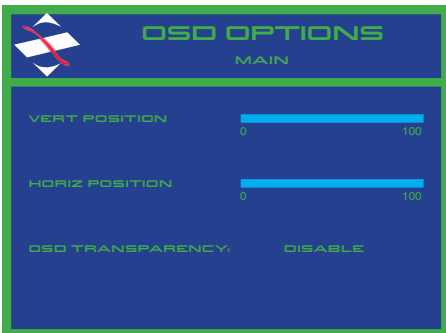 OSD OPTIONS
MAIN
VERT POSITION
0 100
HORIZ POSITION
0 100
OSD TRANSPARENCY: DISABLE